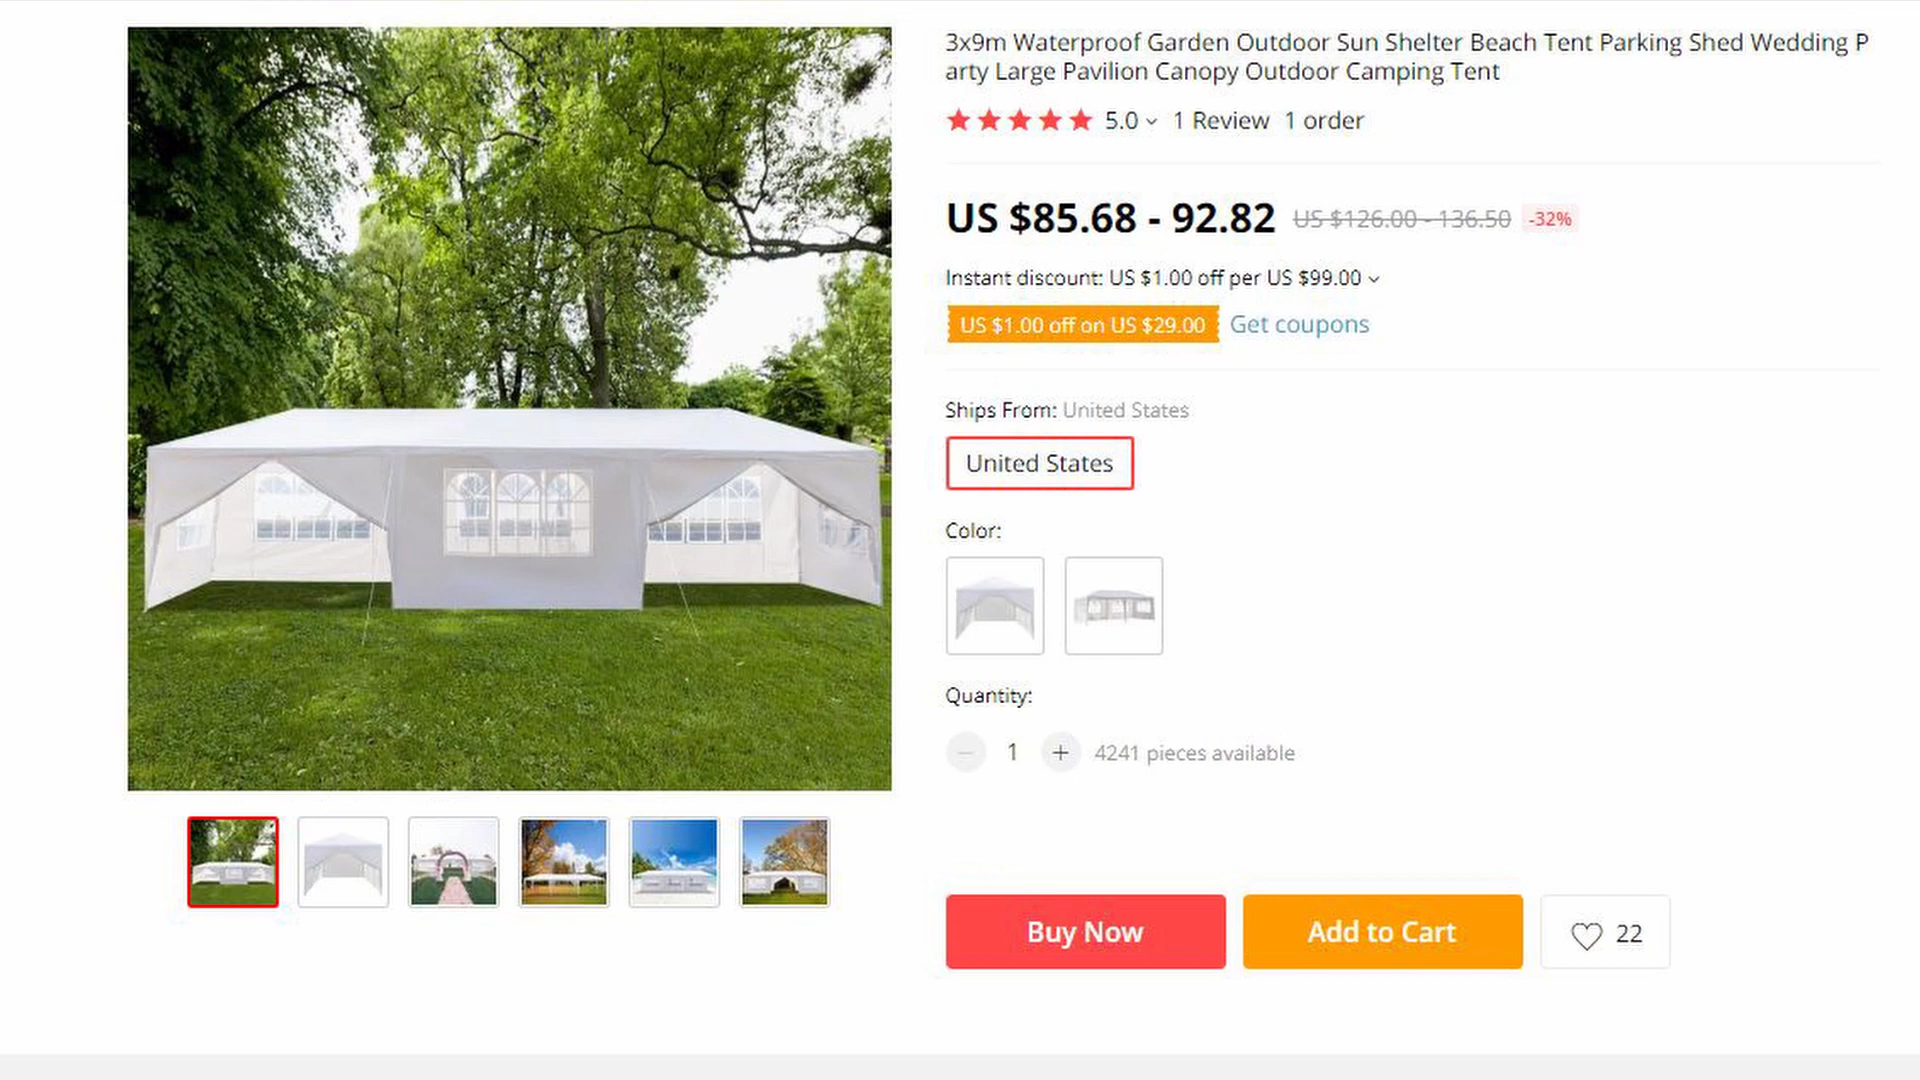 3x9m Waterproof Garden Outdoor Sun Shelter Beach Tent Parking Shed Wedding P
arty Large Pavilion Canopy Outdoor Camping Tent
5.0 1 Review 1 order
US $85.68 - 92.82 US $126.00 - 136.50 -32%
Instant discount: US $1.00 off per US $99.00
US $1.00 off on US $29.00 Get coupons
Ships From: United States
United States
Color:
Quantity:
1 4241 pieces available
Buy Now Add to Cart 22